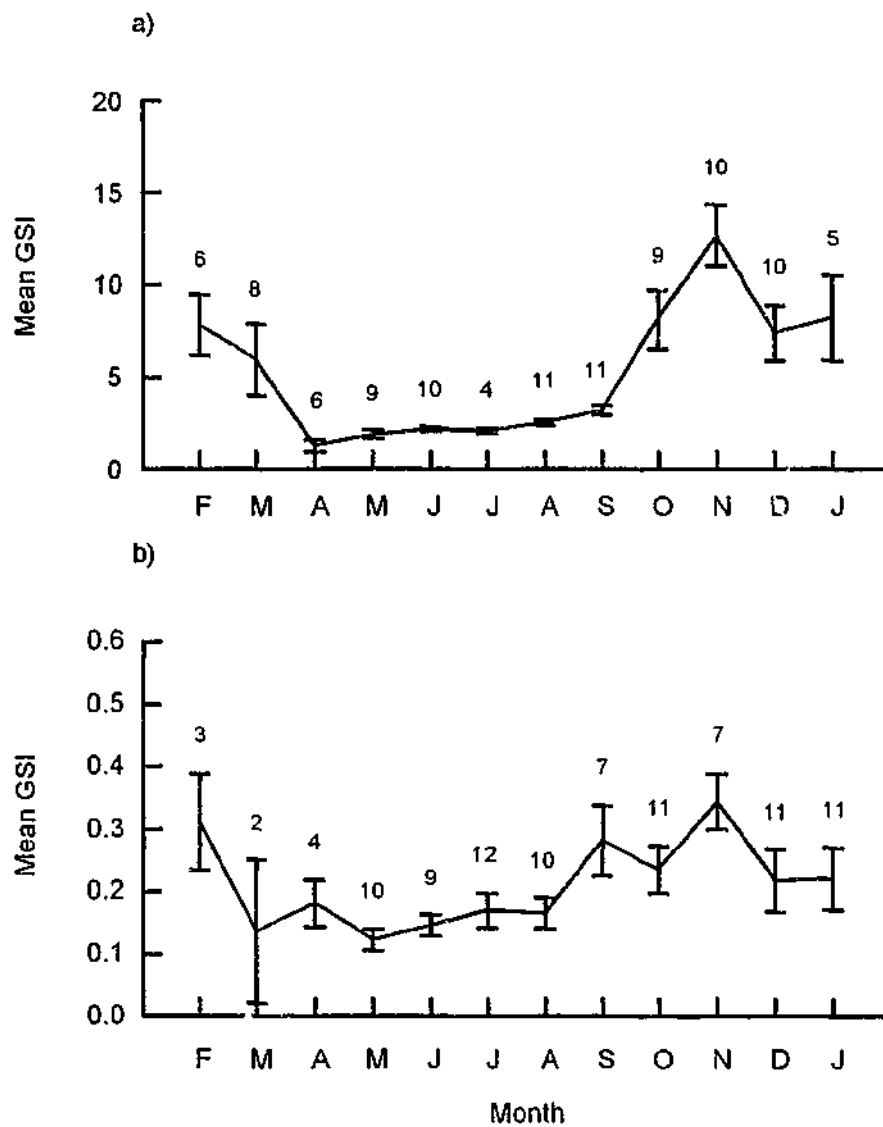 a)
20
15
10
5
0
Mean GSI
6 8 6 9 10 4 11 11 9 10 10 5
F M A M J J A S O N D J
b)
0.6
0.5
0.4
0.3
0.2
0.1
0.0
Mean GSI
3 2 4 10 9 12 10 7 11 7 11 11
F M A M J J A S O N D J
Month